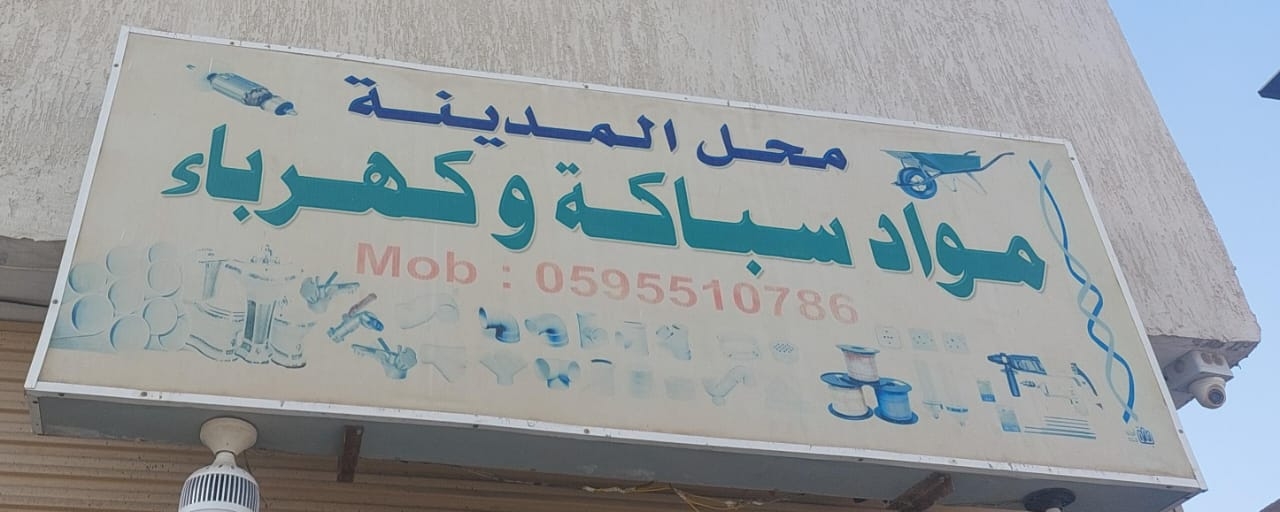 محل المدينة
مواد سباكة وكهرباء
Mob : 0595510786